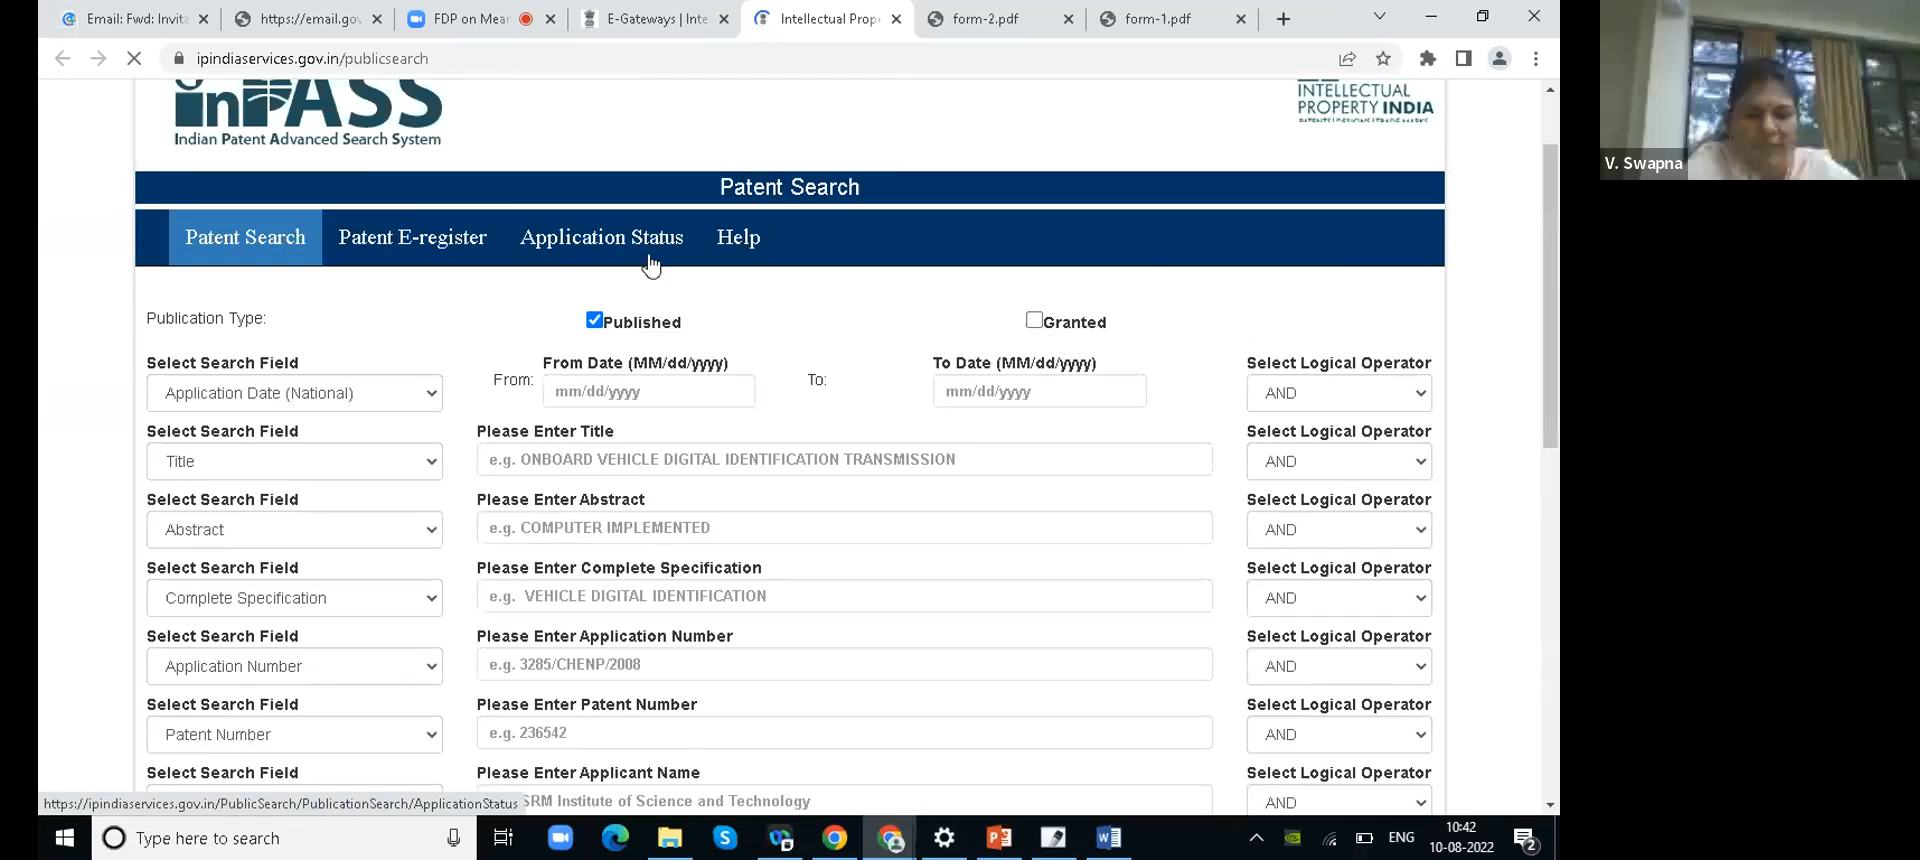 Email: Fwd: Invita
https://email.gov
FDP on Mear
E-Gateways | Inte
Intellectual Prop
form-2.pdf
form-1.pdf
ipindiaservices.gov.in/publicsearch
inPASS
Indian Patent Advanced Search System
INTELLECTUAL
PROPERTY INDIA
PATENTS | DESIGNS | TRADE MARKS
Patent Search
Patent Search Patent E-register Application Status Help
Publication Type: Published Granted
Select Search Field From Date (MM/dd/yyyy) To Date (MM/dd/yyyy) Select Logical Operator
Application Date (National) From: mm/dd/yyyy To: mm/dd/yyyy AND
Select Search Field Please Enter Title Select Logical Operator
Title e.g. ONBOARD VEHICLE DIGITAL IDENTIFICATION TRANSMISSION AND
Select Search Field Please Enter Abstract Select Logical Operator
Abstract e.g. COMPUTER IMPLEMENTED AND
Select Search Field Please Enter Complete Specification Select Logical Operator
Complete Specification e.g. VEHICLE DIGITAL IDENTIFICATION AND
Select Search Field Please Enter Application Number Select Logical Operator
Application Number e.g. 3285/CHENP/2008 AND
Select Search Field Please Enter Patent Number Select Logical Operator
Patent Number e.g. 236542 AND
Select Search Field Please Enter Applicant Name Select Logical Operator
SRM Institute of Science and Technology AND
https://ipindiaservices.gov.in/PublicSearch/PublicationSearch/ApplicationStatus
Type here to search
ENG
10:42
10-08-2022
2
V. Swapna